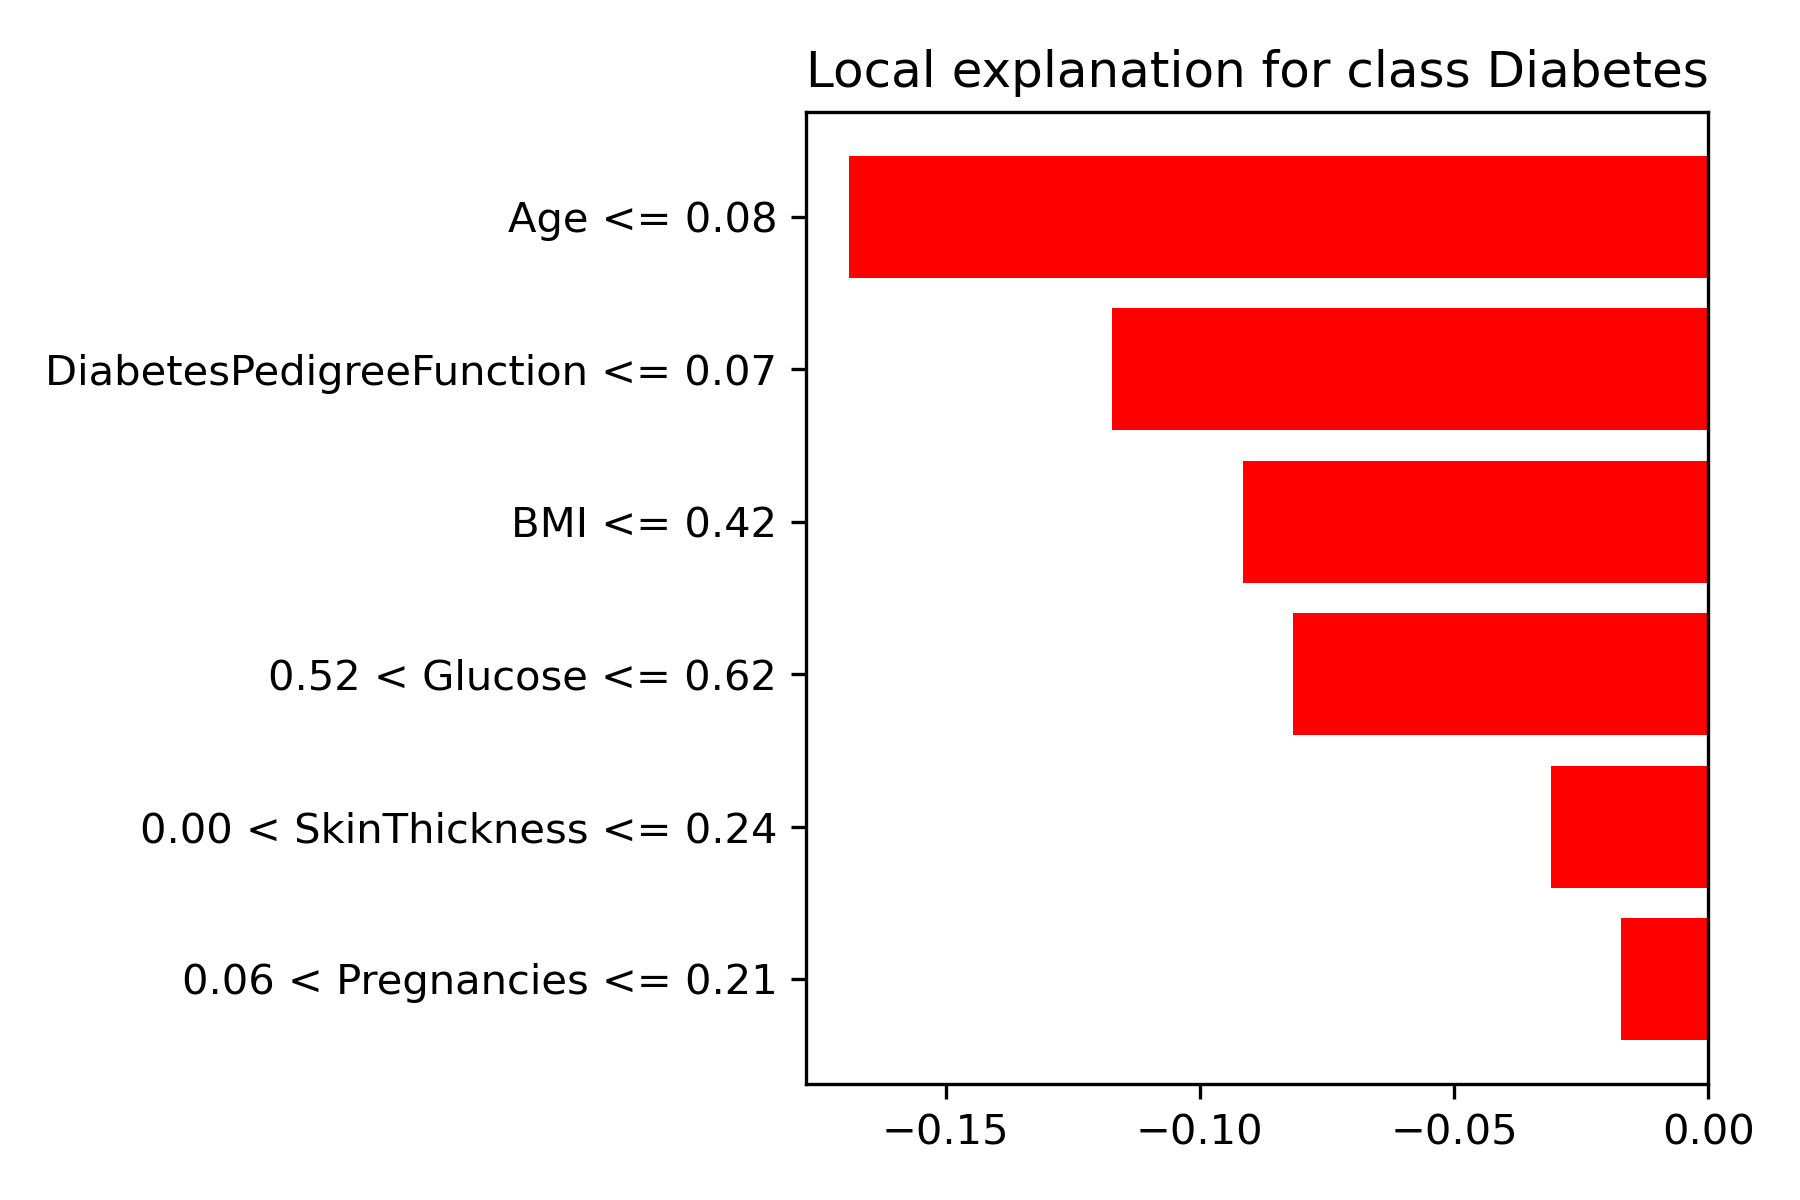 Local explanation for class Diabetes
Age <= 0.08
DiabetesPedigreeFunction <= 0.07
BMI <= 0.42
0.52 < Glucose <= 0.62
0.00 < SkinThickness <= 0.24
0.06 < Pregnancies <= 0.21
−0.15 −0.10 −0.05 0.00